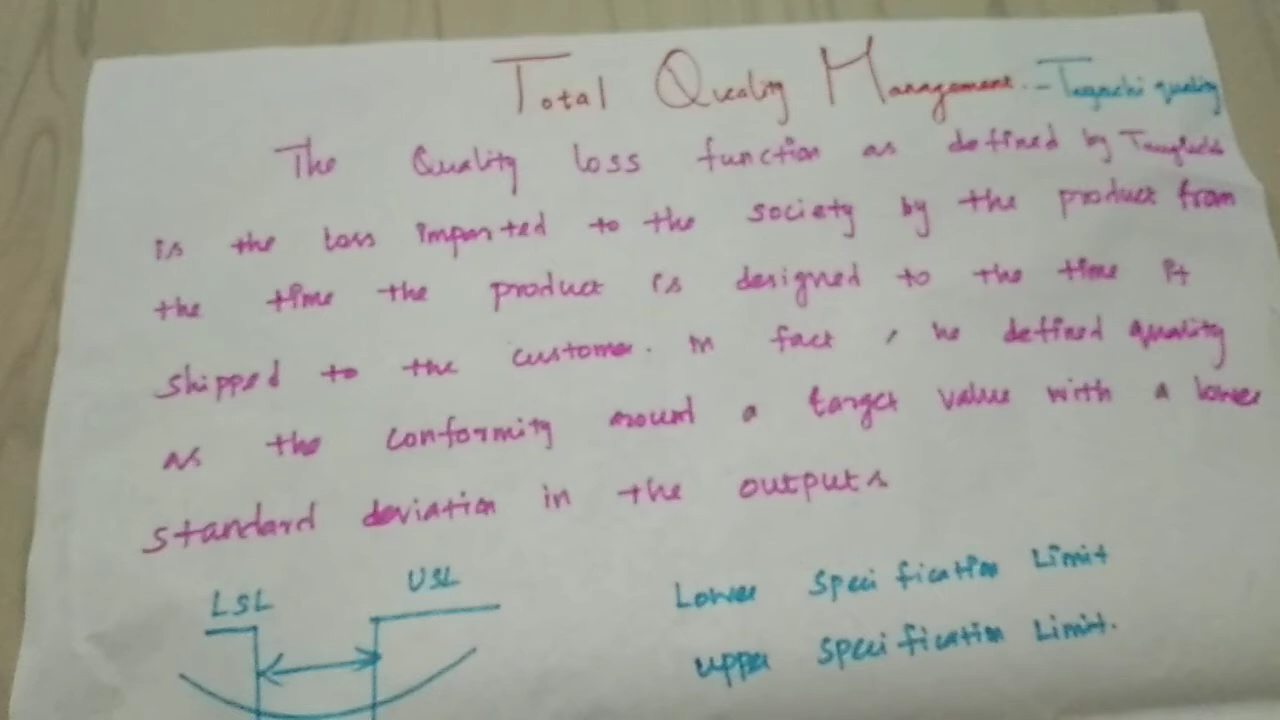 Total Quality Management - Taguchi quality
The Quality loss function as defined by
is the loss imparted to the society by the product from
the time the product is designed to the time it
shipped to the customer. in fact, he defined quality
as the conformity around a target value with a lower
standard deviation in the outputs
LSL USL
Lower Specification Limit
upper Specification Limit.